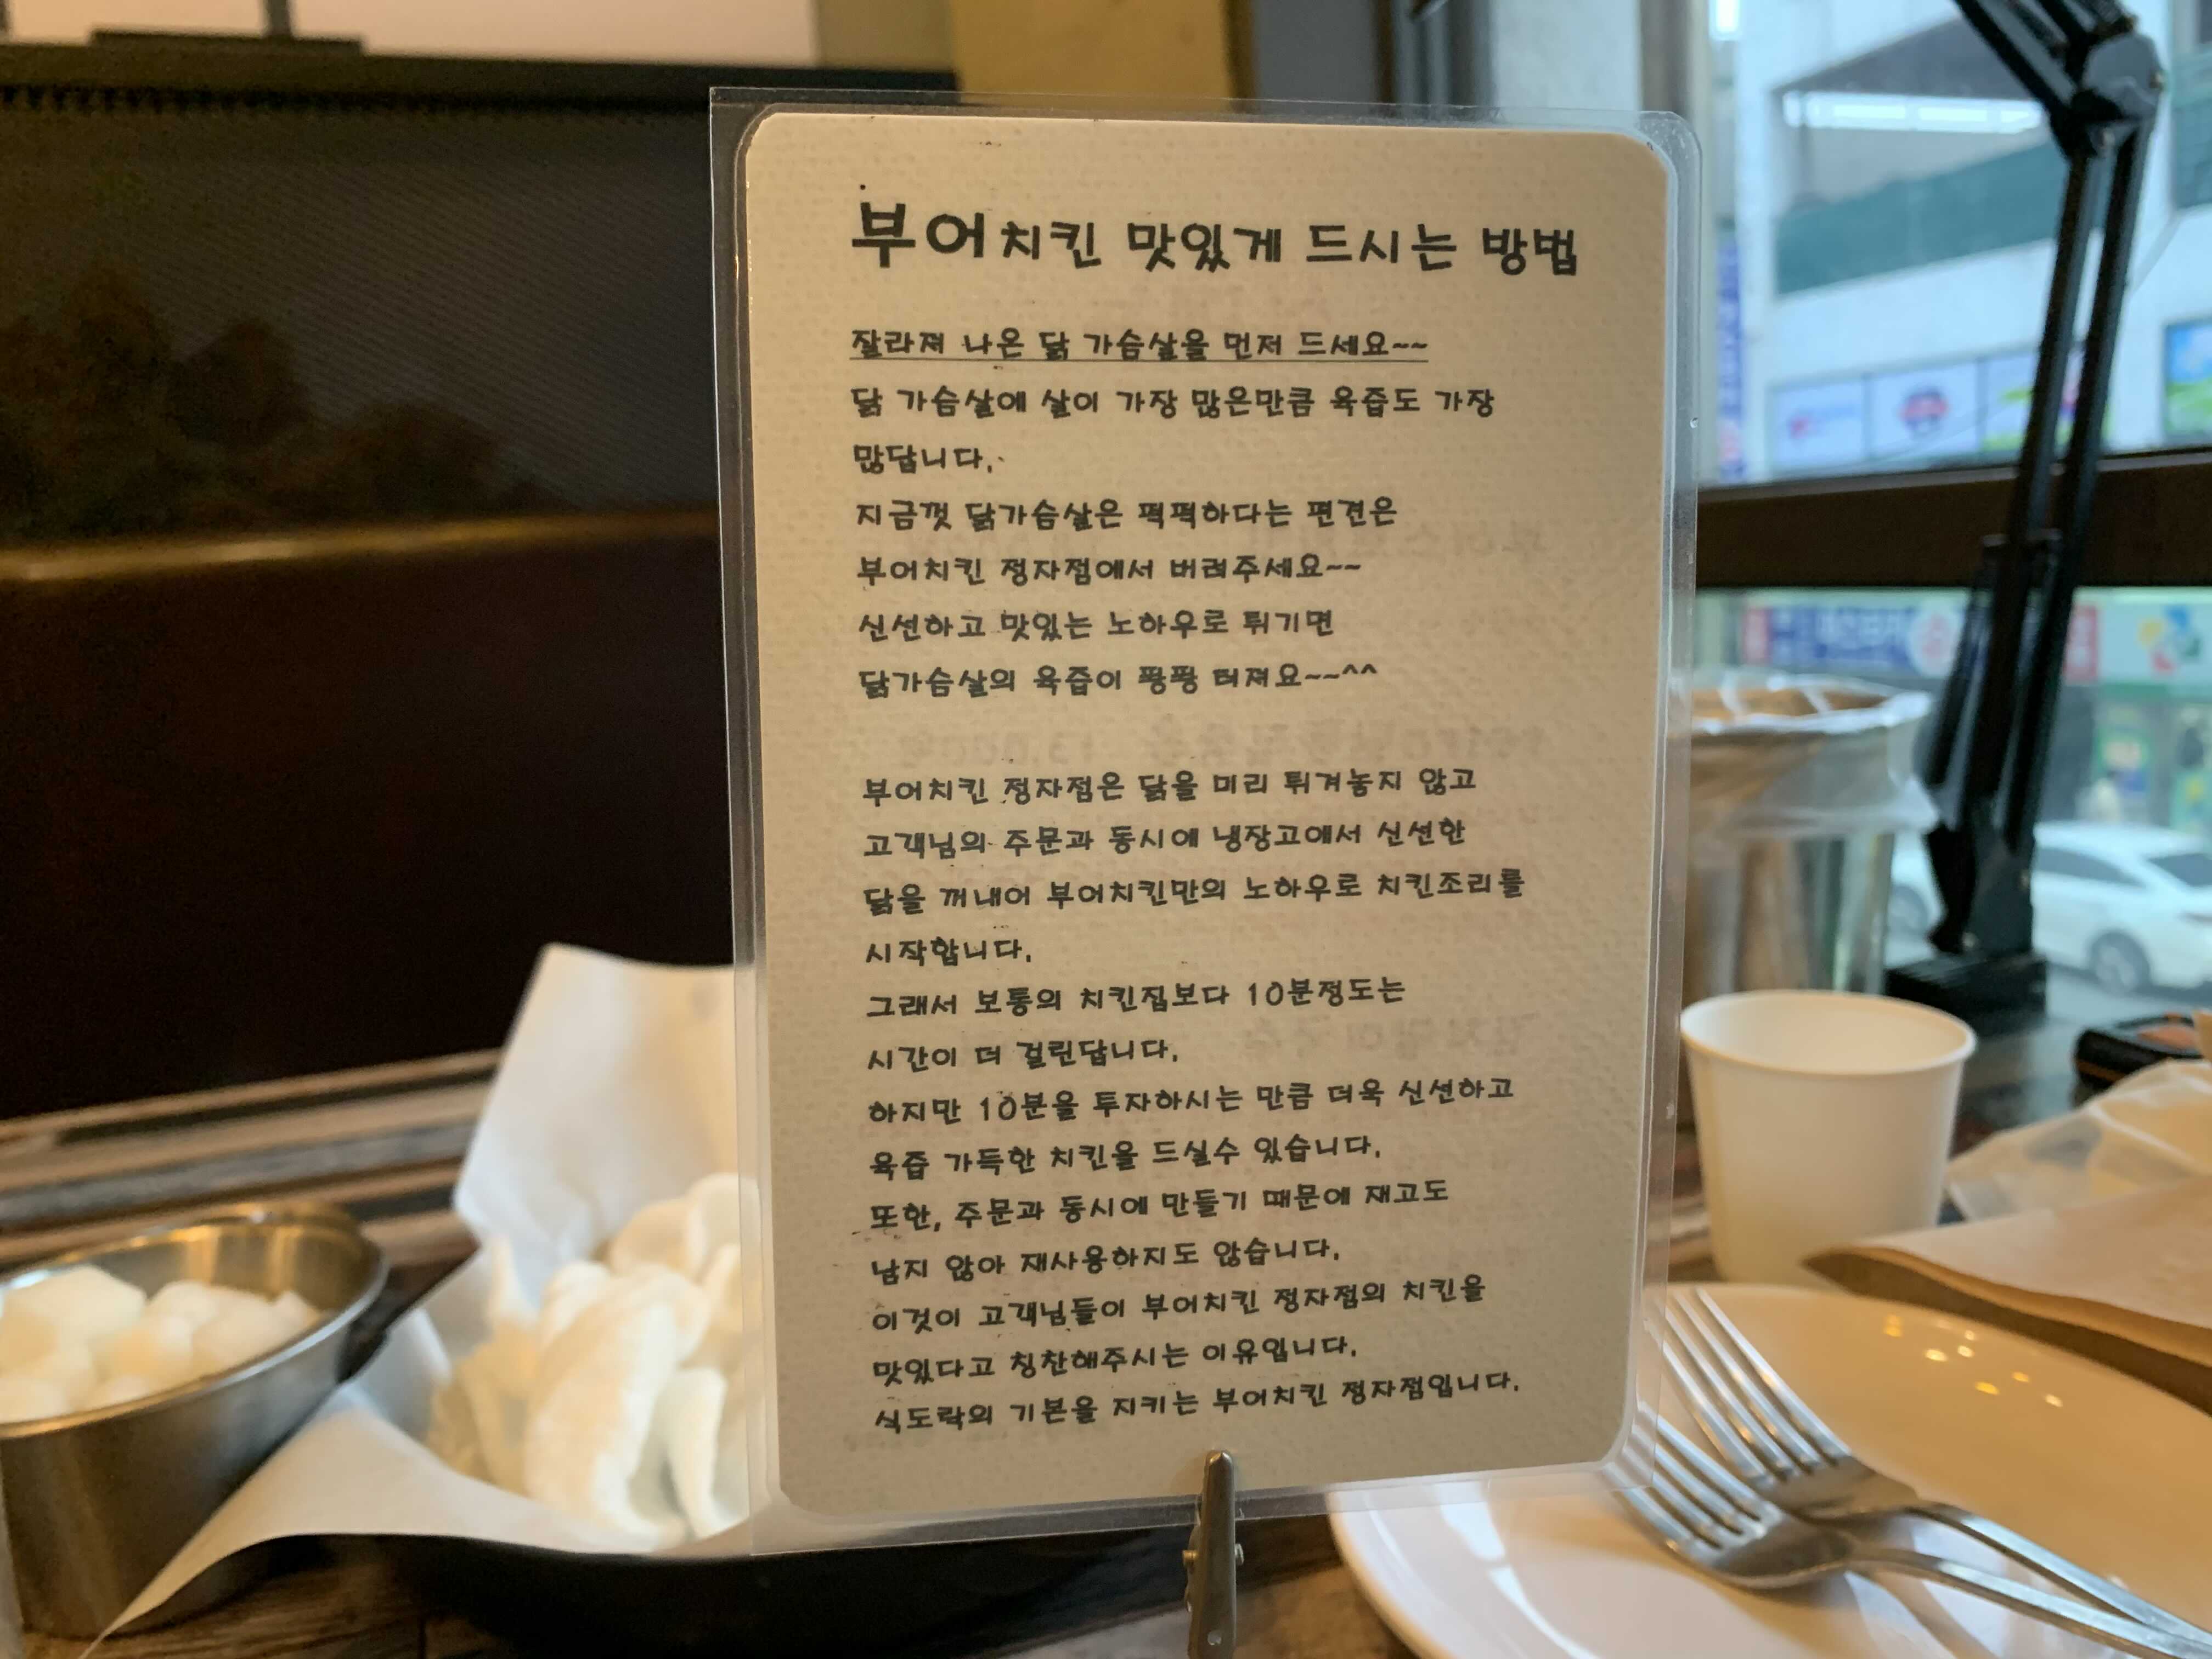 부어치킨 맛있게 드시는 방법
잘라져 나온 닭 가슴살을 먼저 드세요~~
닭 가슴살에 살이 가장 많은만큼 육즙도 가장
많답니다.
지금껏 닭가슴살은 퍽퍽하다는 편견은
부어치킨 정자점에서 버려주세요~~
신선하고 맛있는 노하우로 튀기면
닭가슴살의 육즙이 팡팡 터져요~~^^
부어치킨 정자점은 닭을 미리 튀겨놓지 않고
고객님의 주문과 동시에 냉장고에서 신선한
닭을 꺼내어 부어치킨만의 노하우로 치킨조리를
시작합니다.
그래서 보통의 치킨집보다 10분정도는
시간이 더 걸린답니다.
하지만 10분을 투자하시는 만큼 더욱 신선하고
육즙 가득한 치킨을 드실수 있습니다.
또한, 주문과 동시에 만들기 때문에 재고도
남지 않아 재사용하지도 않습니다.
이것이 고객님들이 부어치킨 정자점의 치킨을
맛있다고 칭찬해주시는 이유입니다.
식도락의 기본을 지키는 부어치킨 정자점입니다.